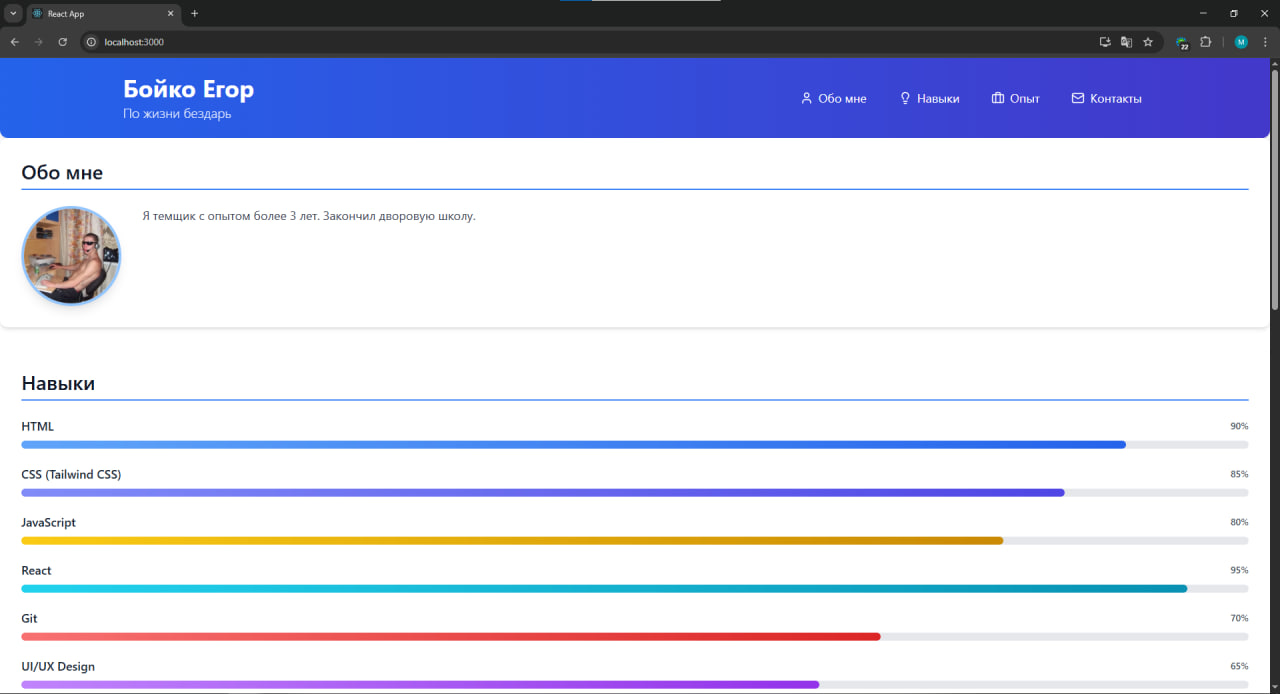 React App
localhost:3000
22
M
Бойко Егор
По жизни бездарь
Обо мне
Навыки
Опыт
Контакты
Обо мне
Я темщик с опытом более 3 лет. Закончил дворовую школу.
Навыки
HTML 90%
CSS (Tailwind CSS) 85%
JavaScript 80%
React 95%
Git 70%
UI/UX Design 65%